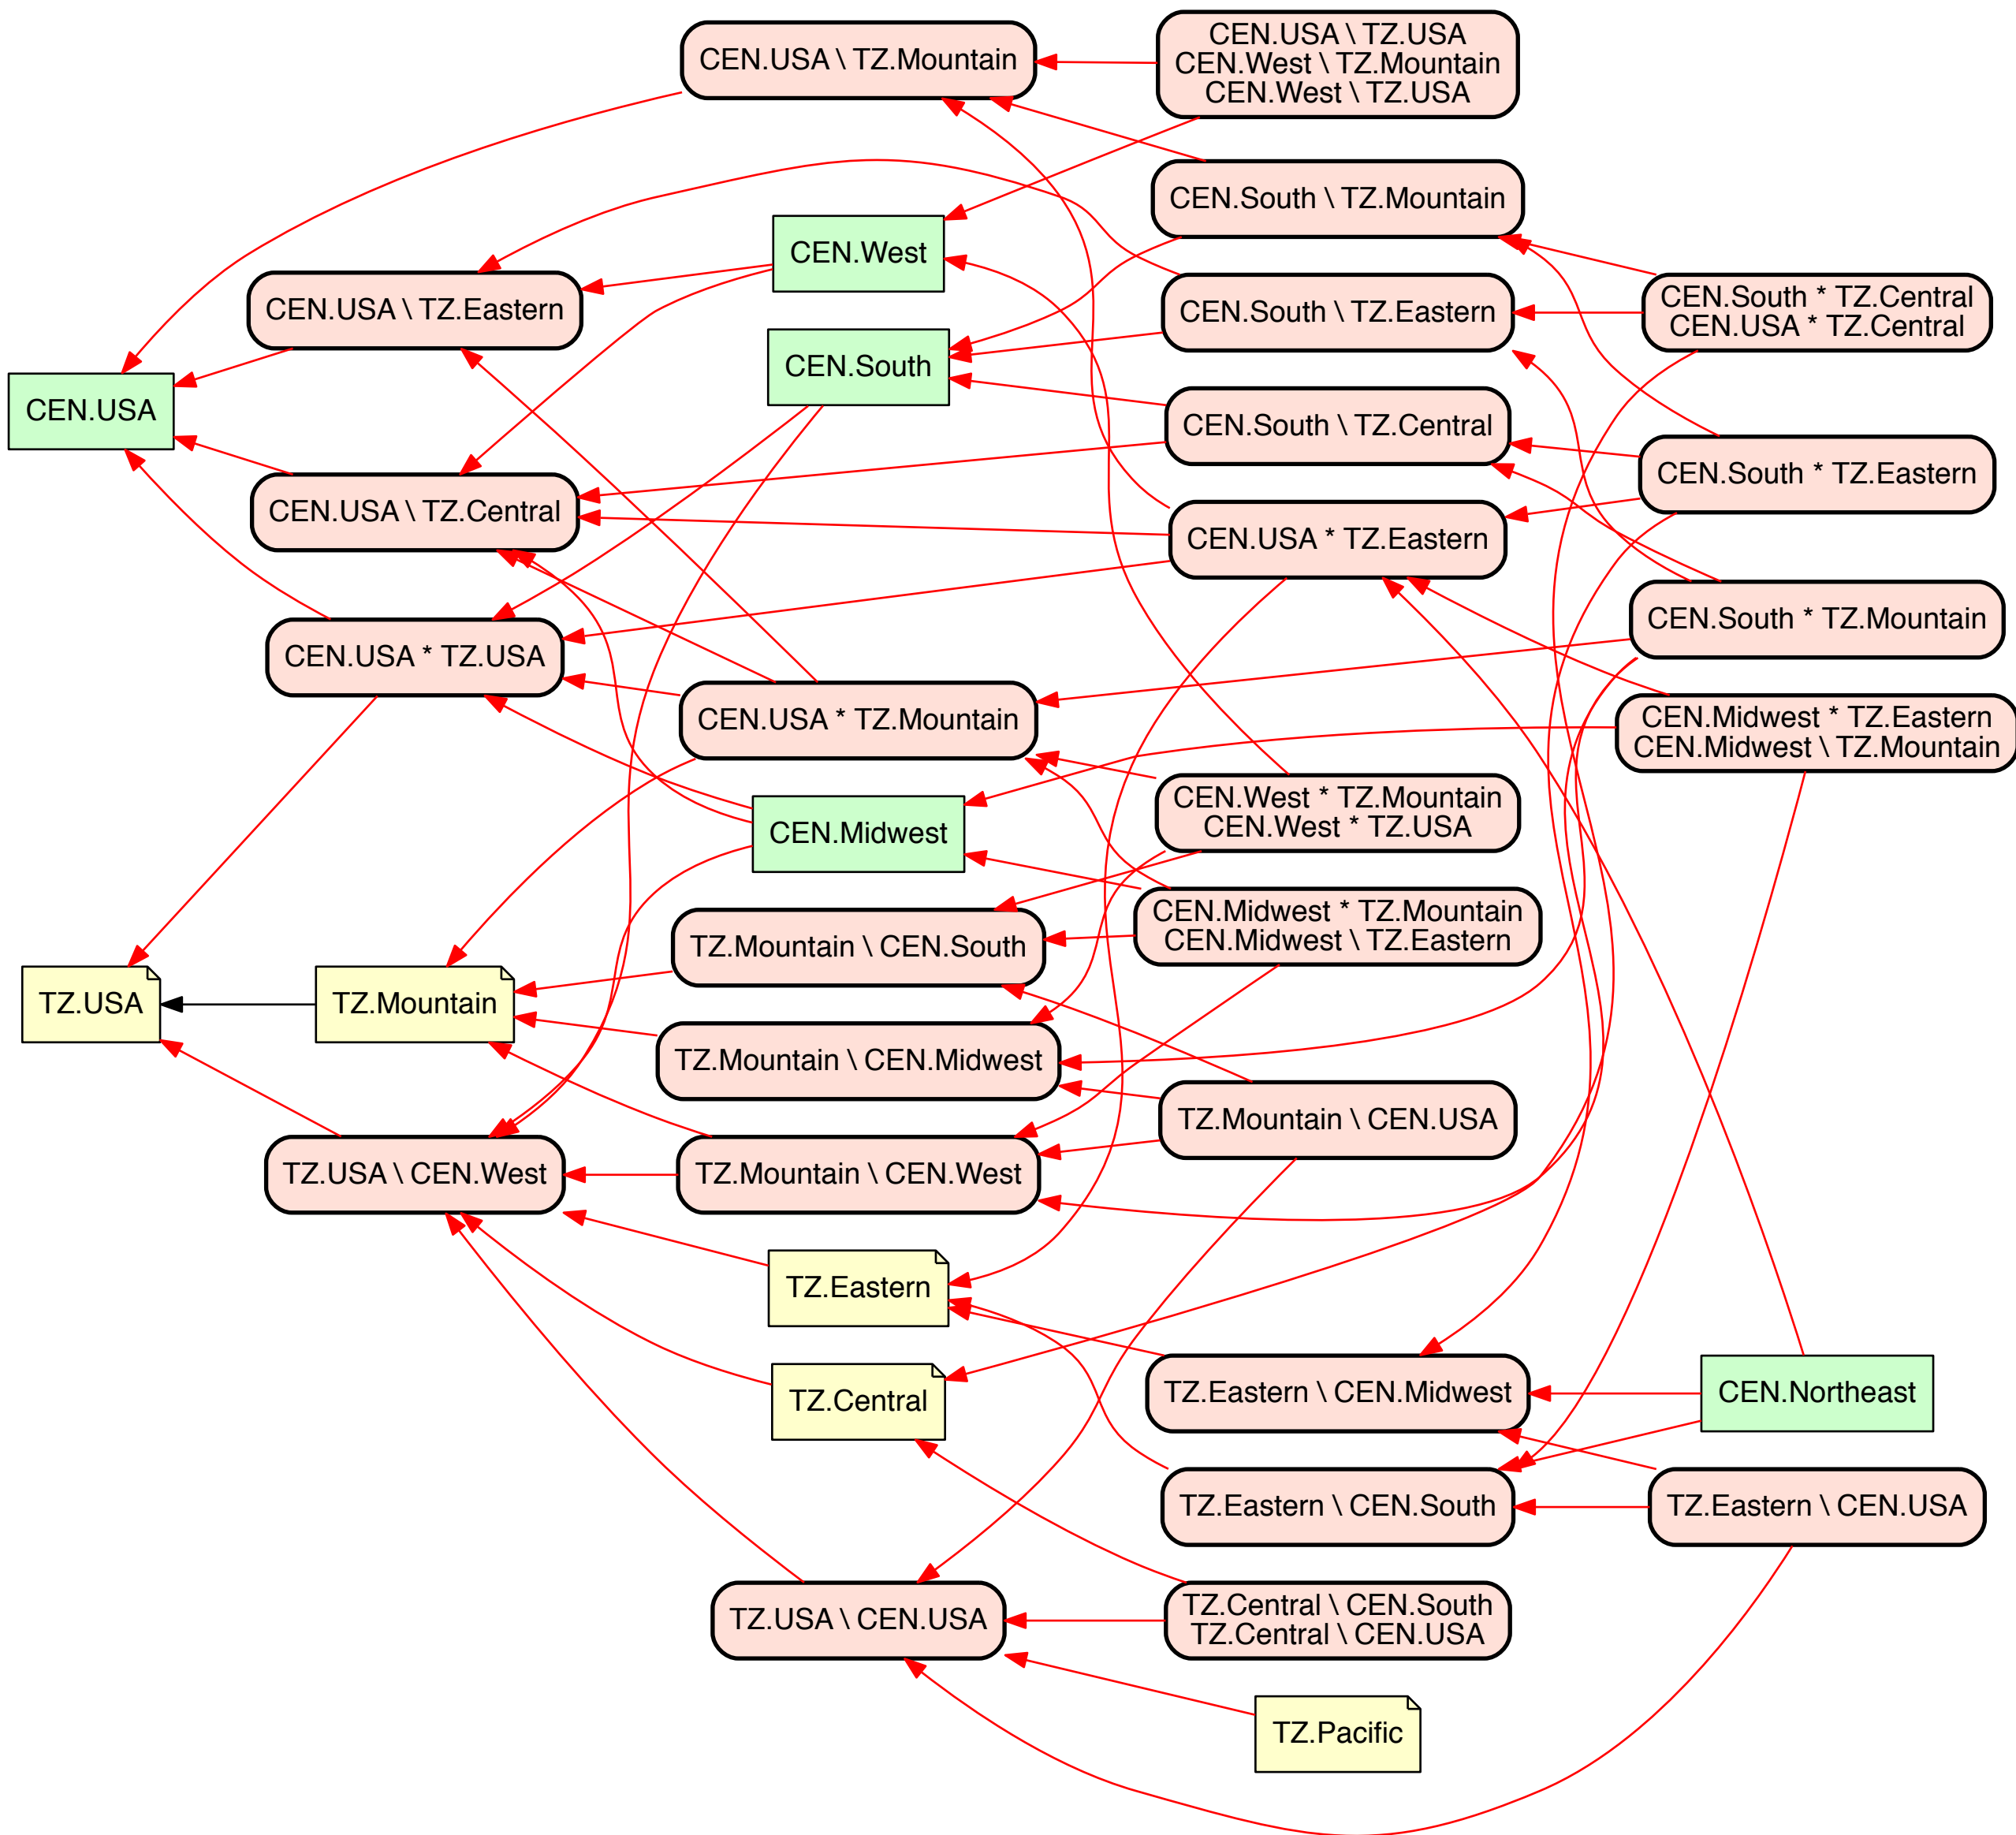 CEN.USA \ TZ.Mountain
CEN.USA \ TZ.USA
CEN.West \ TZ.Mountain
CEN.West \ TZ.USA
CEN.South \ TZ.Mountain
CEN.West
CEN.USA \ TZ.Eastern
CEN.South \ TZ.Eastern
CEN.South * TZ.Central
CEN.USA * TZ.Central
CEN.South
CEN.USA
CEN.South \ TZ.Central
CEN.South * TZ.Eastern
CEN.USA \ TZ.Central
CEN.USA * TZ.Eastern
CEN.South * TZ.Mountain
CEN.USA * TZ.USA
CEN.USA * TZ.Mountain
CEN.Midwest * TZ.Eastern
CEN.Midwest \ TZ.Mountain
CEN.West * TZ.Mountain
CEN.West * TZ.USA
CEN.Midwest
CEN.Midwest * TZ.Mountain
CEN.Midwest \ TZ.Eastern
TZ.Mountain \ CEN.South
TZ.USA
TZ.Mountain
TZ.Mountain \ CEN.Midwest
TZ.Mountain \ CEN.USA
TZ.USA \ CEN.West
TZ.Mountain \ CEN.West
TZ.Eastern
TZ.Central
TZ.Eastern \ CEN.Midwest
CEN.Northeast
TZ.Eastern \ CEN.South
TZ.Eastern \ CEN.USA
TZ.USA \ CEN.USA
TZ.Central \ CEN.South
TZ.Central \ CEN.USA
TZ.Pacific